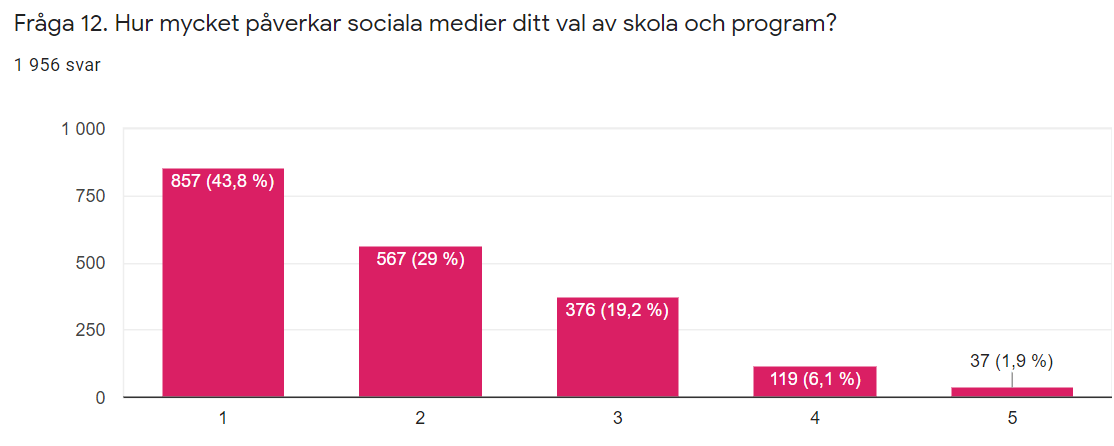 Fråga 12. Hur mycket påverkar sociala medier ditt val av skola och program?
1 956 svar
1 000
750
500
250
0
857 (43,8 %)
567 (29 %)
376 (19,2 %)
119 (6,1 %)
37 (1,9 %)
1 2 3 4 5